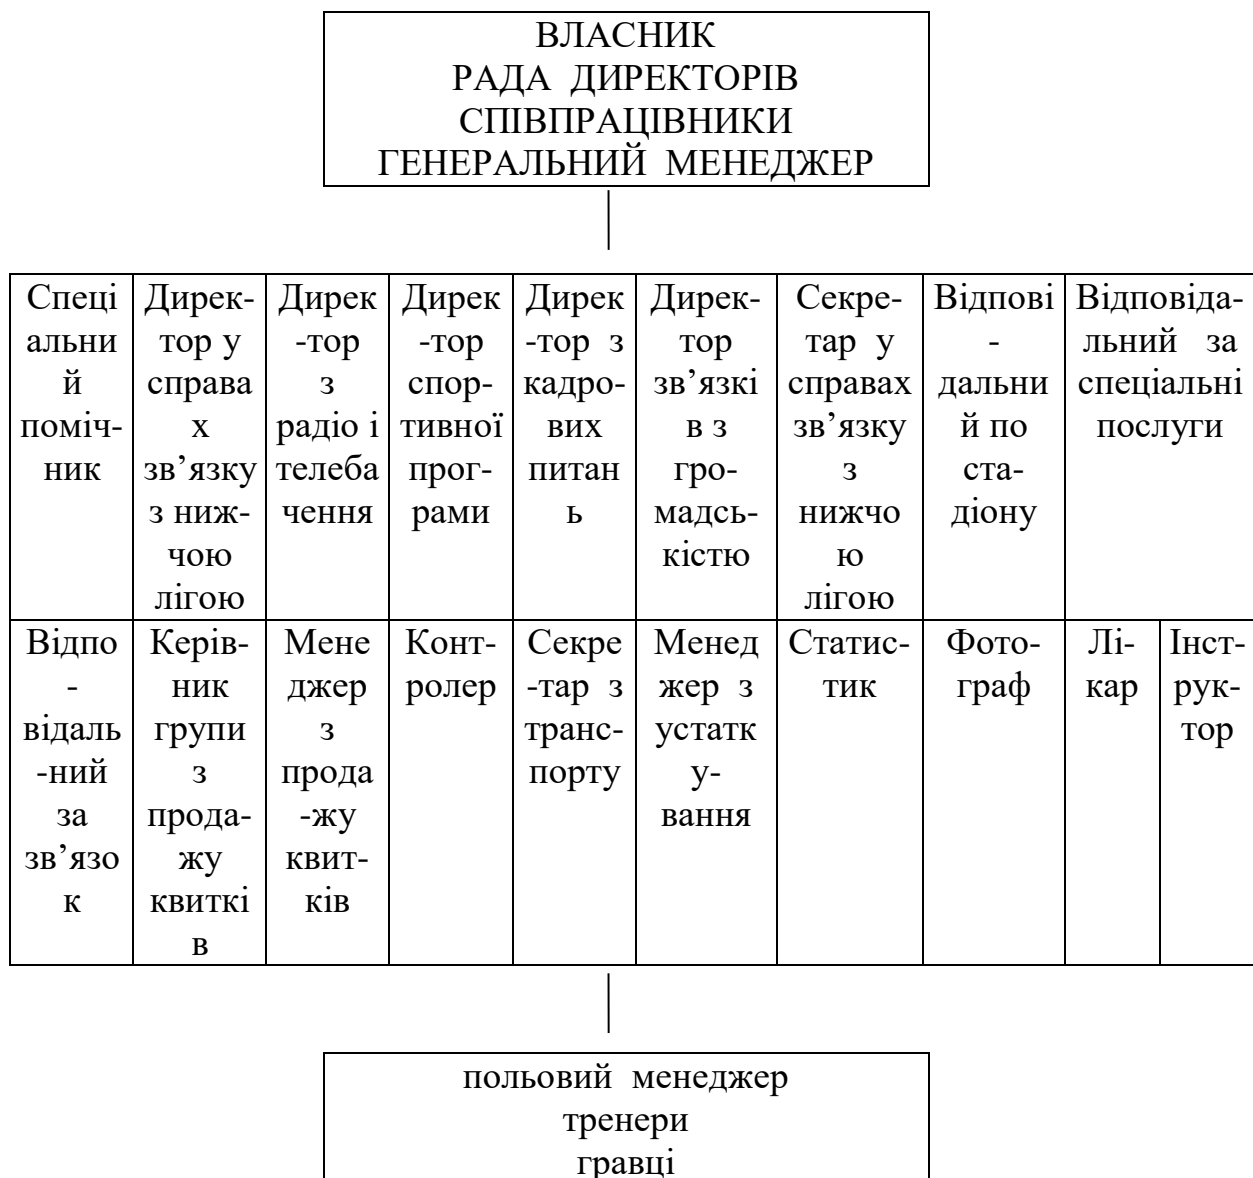 ВЛАСНИК
РАДА ДИРЕКТОРІВ
СПІВПРАЦІВНИКИ
ГЕНЕРАЛЬНИЙ МЕНЕДЖЕР
Спеці
альни
й
поміч-
ник
Дирек-
тор у
справа
х
зв’язку
з ниж-
чою
лігою
Дирек
-тор
з
радіо і
телеба
чення
Дирек
-тор
спор-
тивної
прог-
рами
Дирек
-тор з
кадро-
вих
питан
ь
Дирек-
тор
зв’язкі
в з
гро-
мадсь-
кістю
Секре-
тар у
справах
зв’язку
з
нижчо
ю
лігою
Відпові
-
дальни
й по
ста-
діону
Відповіда-
льний за
спеціальні
послуги
Відпо
-
відаль
-ний
за
зв’язо
к
Керів-
ник
групи
з
прода-
жу
квиткі
в
Мене
джер
з
прода
-жу
квит-
ків
Конт-
ролер
Секре
-тар з
транс-
порту
Менед
жер з
устатк
у-
вання
Статис-
тик
Фото-
граф
Лі-
кар
Інст-
рук-
тор
польовий менеджер
тренери
гравці